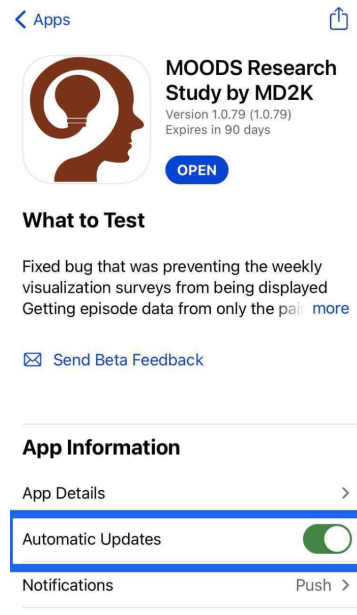 Apps
MOODS Research
Study by MD2K
Version 1.0.79 (1.0.79)
Expires in 90 days
OPEN
What to Test
Fixed bug that was preventing the weekly
visualization surveys from being displayed
Getting episode data from only the more
Send Beta Feedback
App Information
App Details
Automatic Updates
Notifications Push